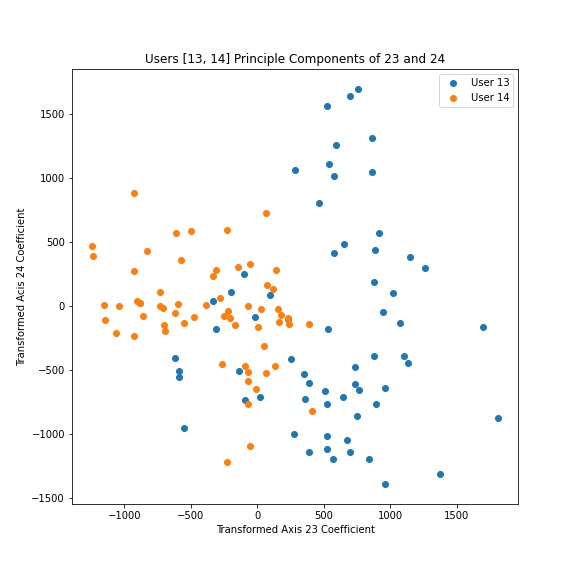 Users [13, 14] Principle Components of 23 and 24
User 13
User 14
1500
1000
500
0
−500
−1000
−1500
Transformed Acis 24 Coefficient
−1000
−500
0
500
1000
1500
Transformed Axis 23 Coefficient